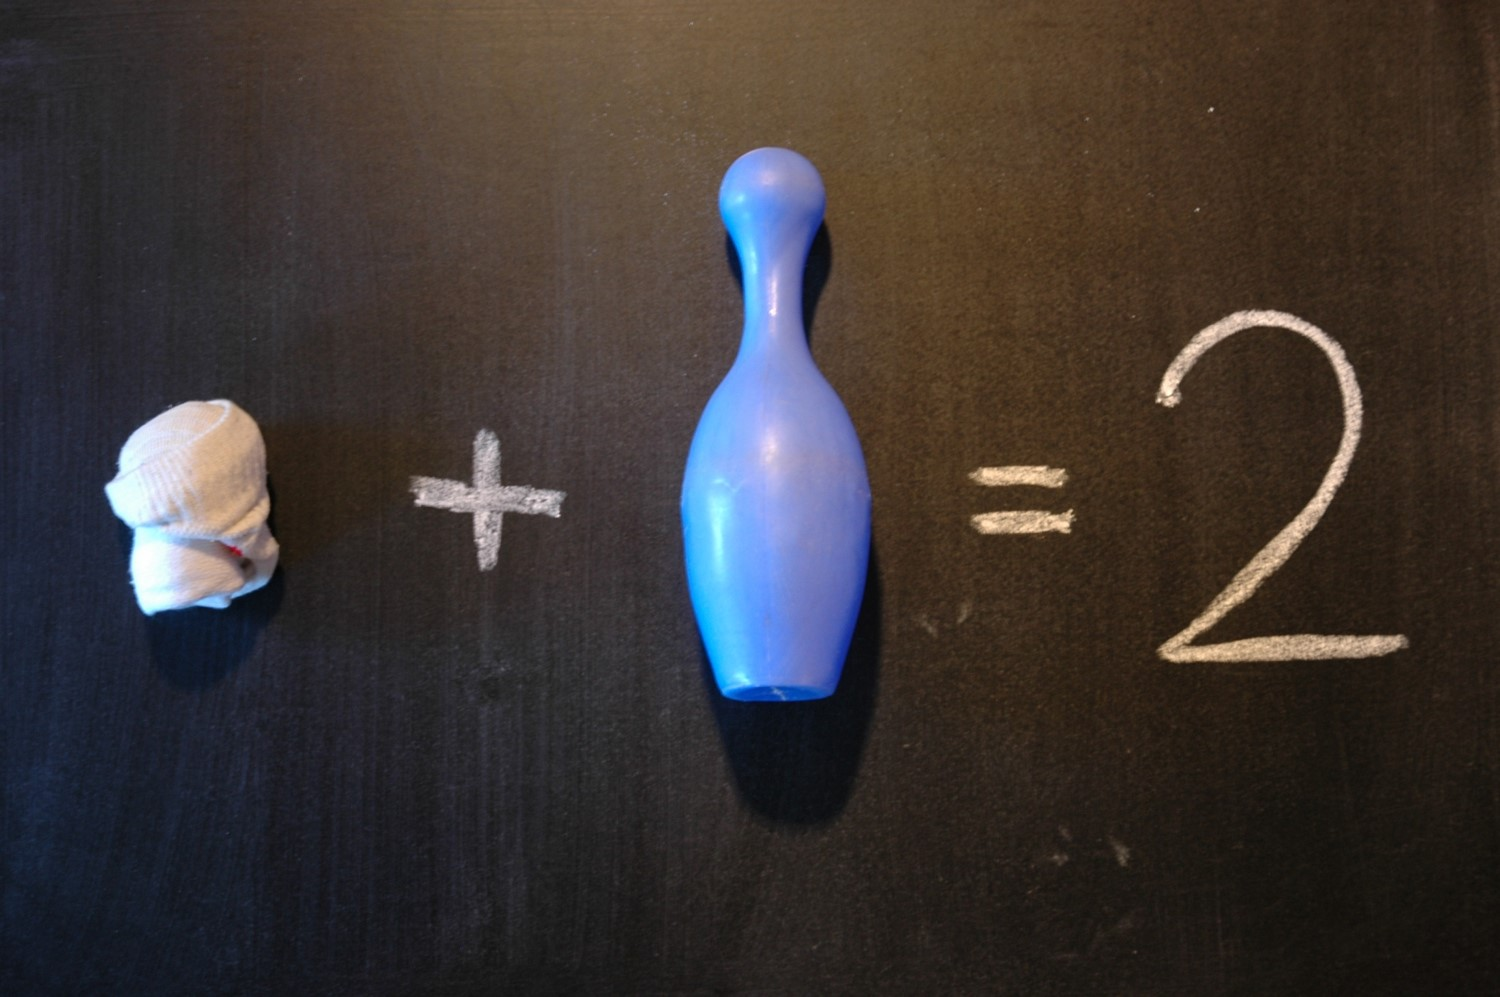 + = 2